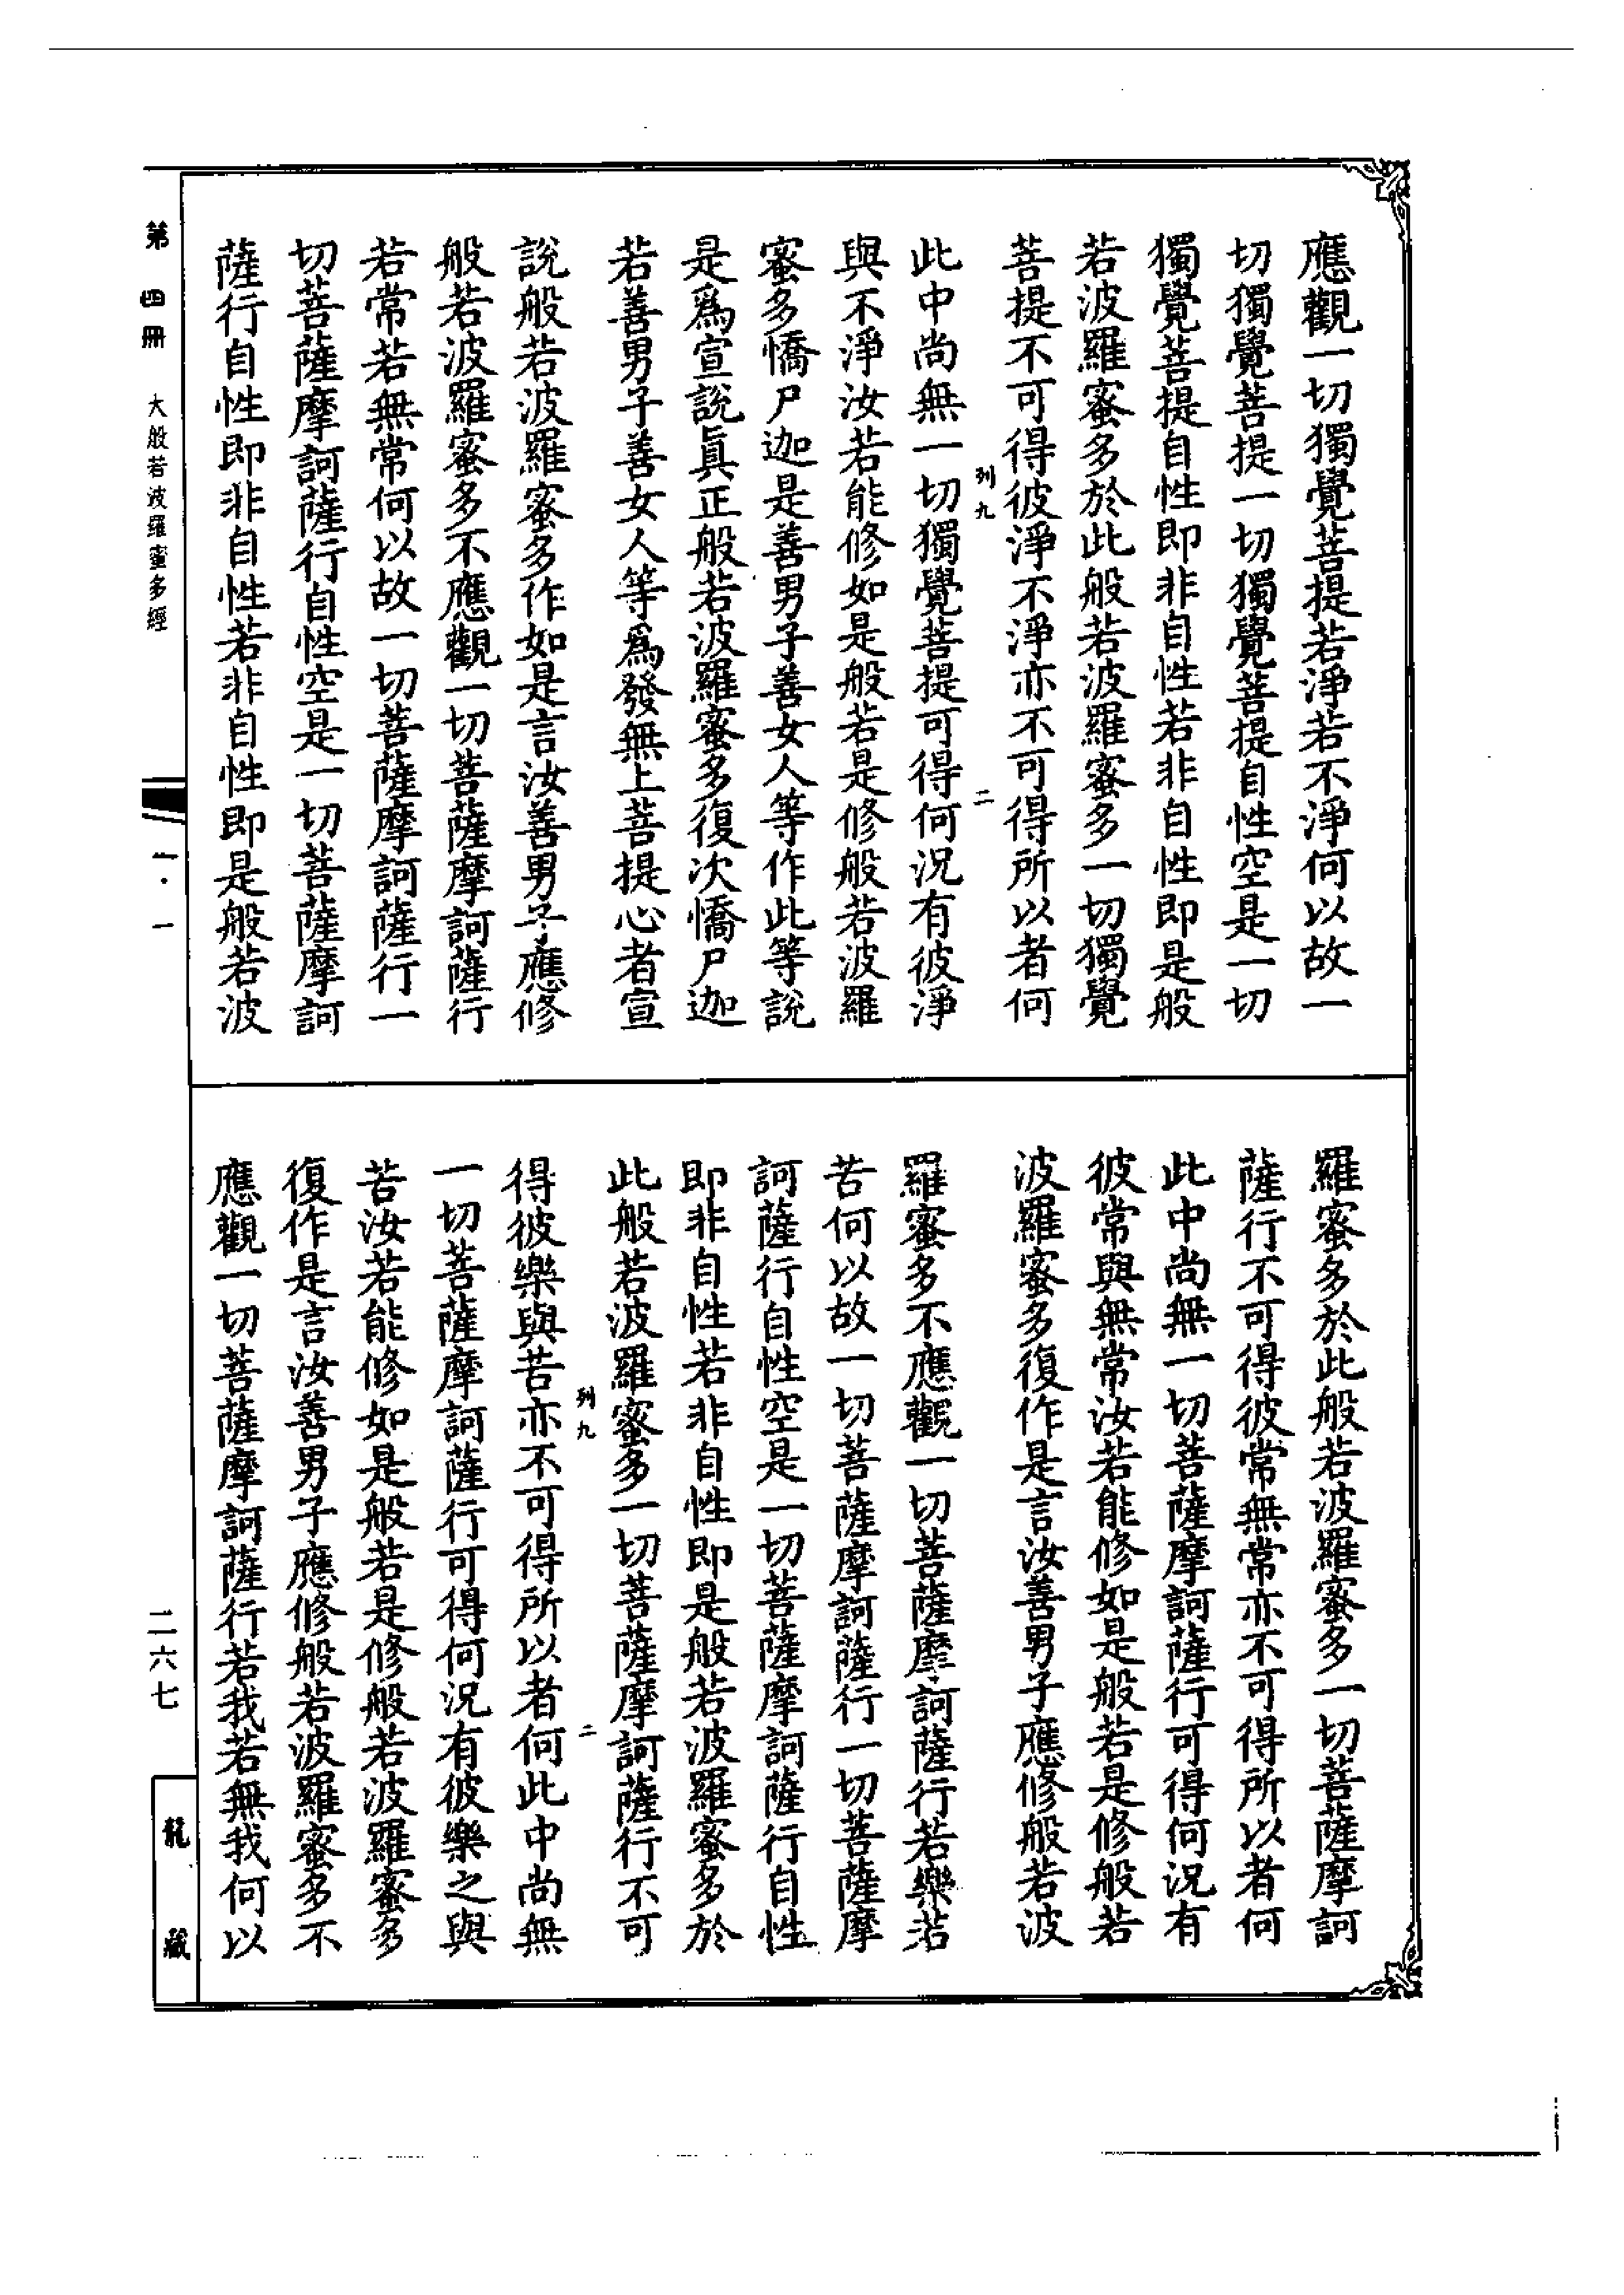 應觀一切獨覺菩提若淨若不淨何以故一
切獨覺菩提一切獨覺菩提自性空是一切
獨覺菩提自性即非自性若非自性即是般
若波羅蜜多於此般若波羅蜜多一切獨覺
菩提不可得彼淨不淨亦不可得所以者何
列九
二
此中尚無一切獨覺菩提可得何況有彼淨
與不淨汝若能修如是般若是修般若波羅
蜜多憍尸迦是善男子善女人等作此等說
是爲宣說眞正般若波羅蜜多復次憍尸迦
若善男子善女人等爲發無上菩提心者宣
說般若波羅蜜多作如是言汝善男子應修
般若波羅蜜多不應觀一切菩薩摩訶薩行
若常若無常何以故一切菩薩摩訶薩行一
切菩薩摩訶薩行自性空是一切菩薩摩訶
薩行自性即非自性若非自性即是般若波
羅蜜多於此般若波羅蜜多一切菩薩摩訶
薩行不可得彼常無常亦不可得所以者何
此中尚無一切菩薩摩訶薩行可得何況有
彼常與無常汝若能修如是般若是修般若
波羅蜜多復作是言汝善男子應修般若波
羅蜜多不應觀一切菩薩摩訶薩行若樂若
苦何以故一切菩薩摩訶薩行一切菩薩摩
訶薩行自性空是一切菩薩摩訶薩行自性
即非自性若非自性即是般若波羅蜜多於
此般若波羅蜜多一切菩薩摩訶薩行不可
列九
二
得彼樂與苦亦不可得所以者何此中尚無
一切菩薩摩訶薩行可得何況有彼樂之與
苦汝若能修如是般若是修般若波羅蜜多
復作是言汝善男子應修般若波羅蜜多不
應觀一切菩薩摩訶薩行若我若無我何以
第四冊 大般若波羅蜜多經
一・一
二六七
龍藏